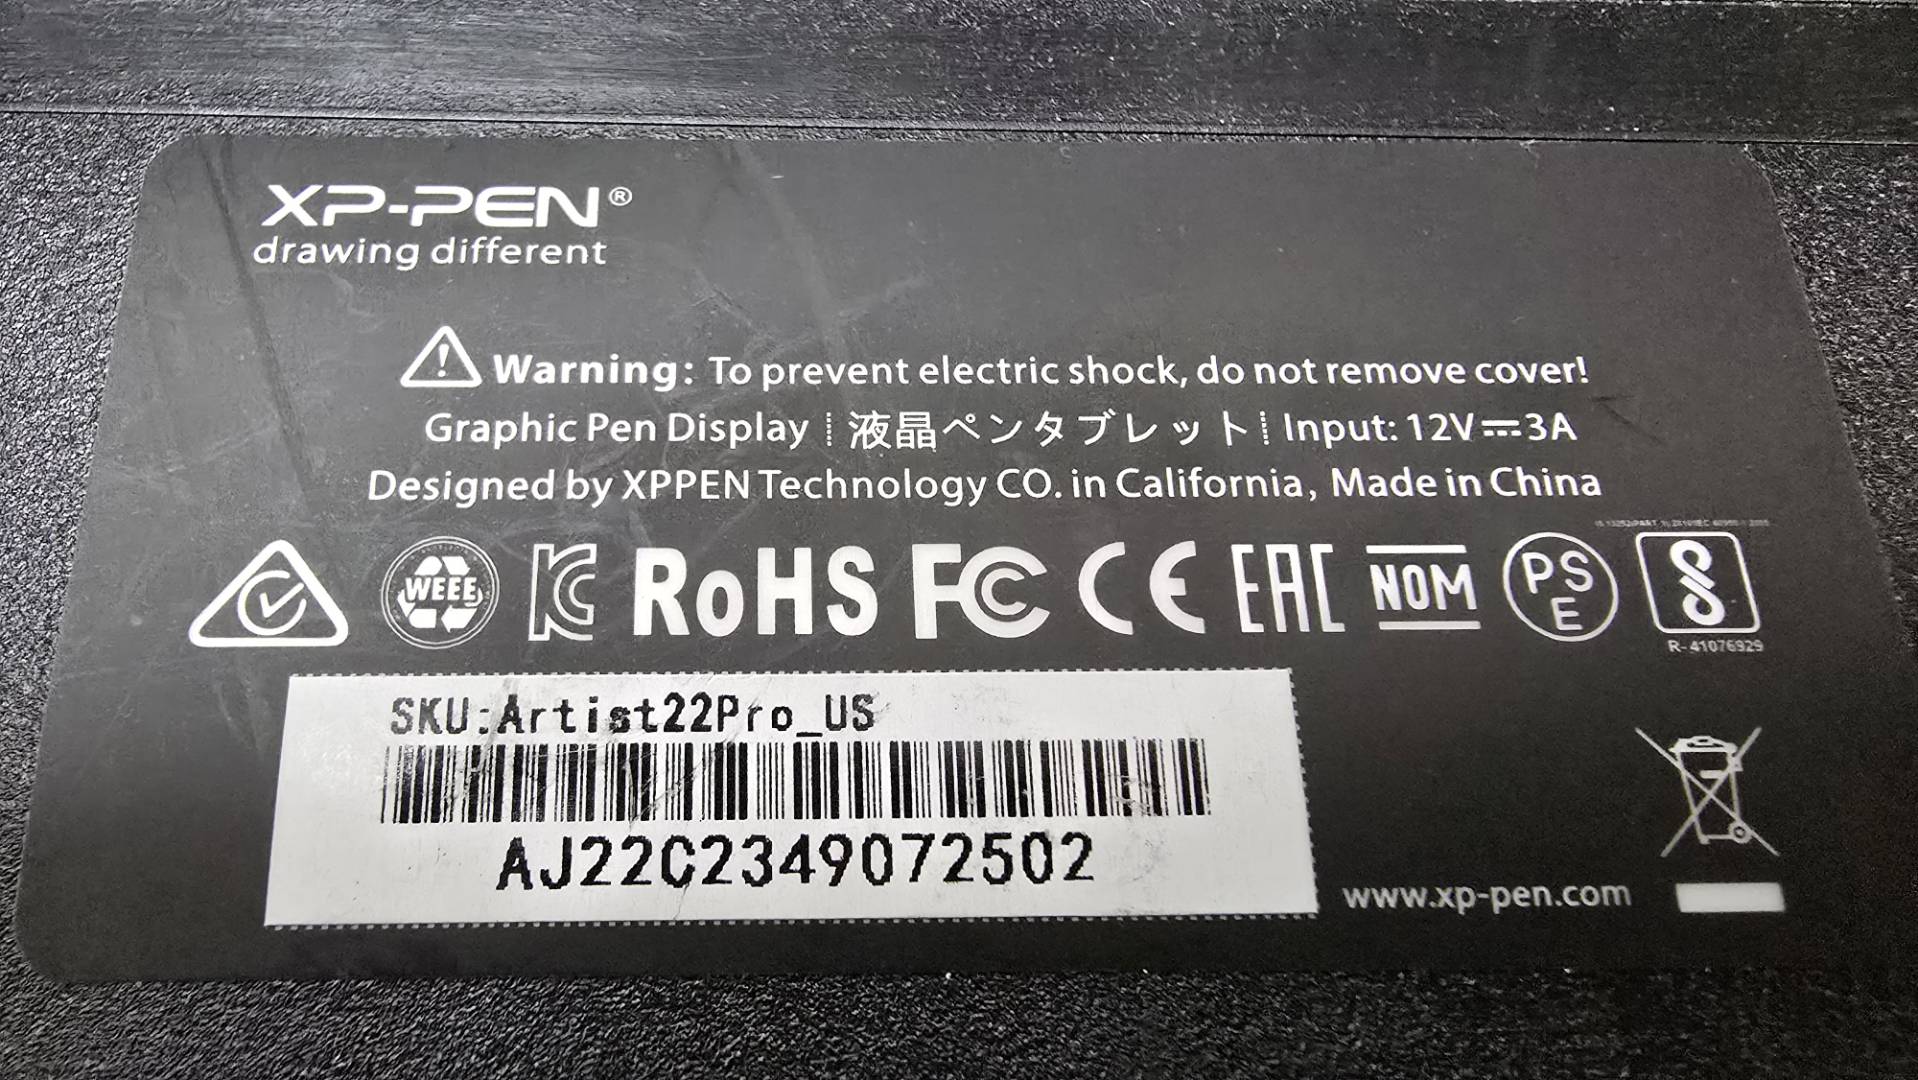 XP-PEN®
drawing different
Warning: To prevent electric shock, do not remove cover!
Graphic Pen Display ¦ 液晶ペンタブレット ¦ Input: 12V⎓3A
Designed by XPPEN Technology CO. in California, Made in China
WEEE KC RoHS FC CE EAC NOM PSE
R-41076929
SKU:Artist22Pro_US
AJ22C2349072502
www.xp-pen.com